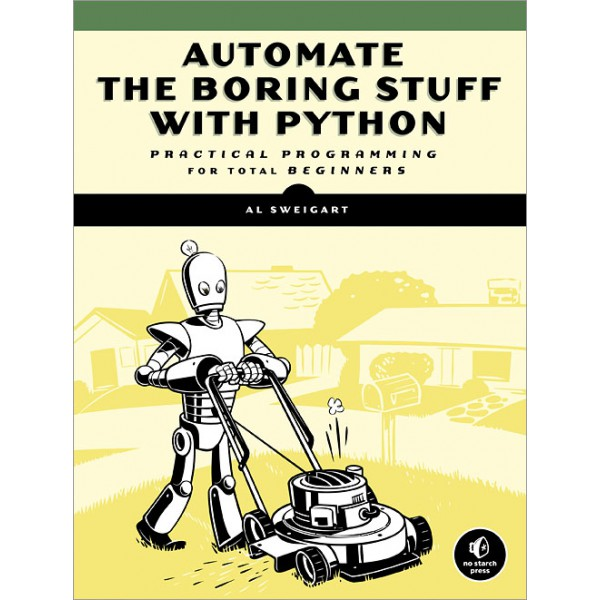 AUTOMATE
THE BORING STUFF
WITH PYTHON
PRACTICAL PROGRAMMING
FOR TOTAL BEGINNERS
AL SWEIGART
no starch
press